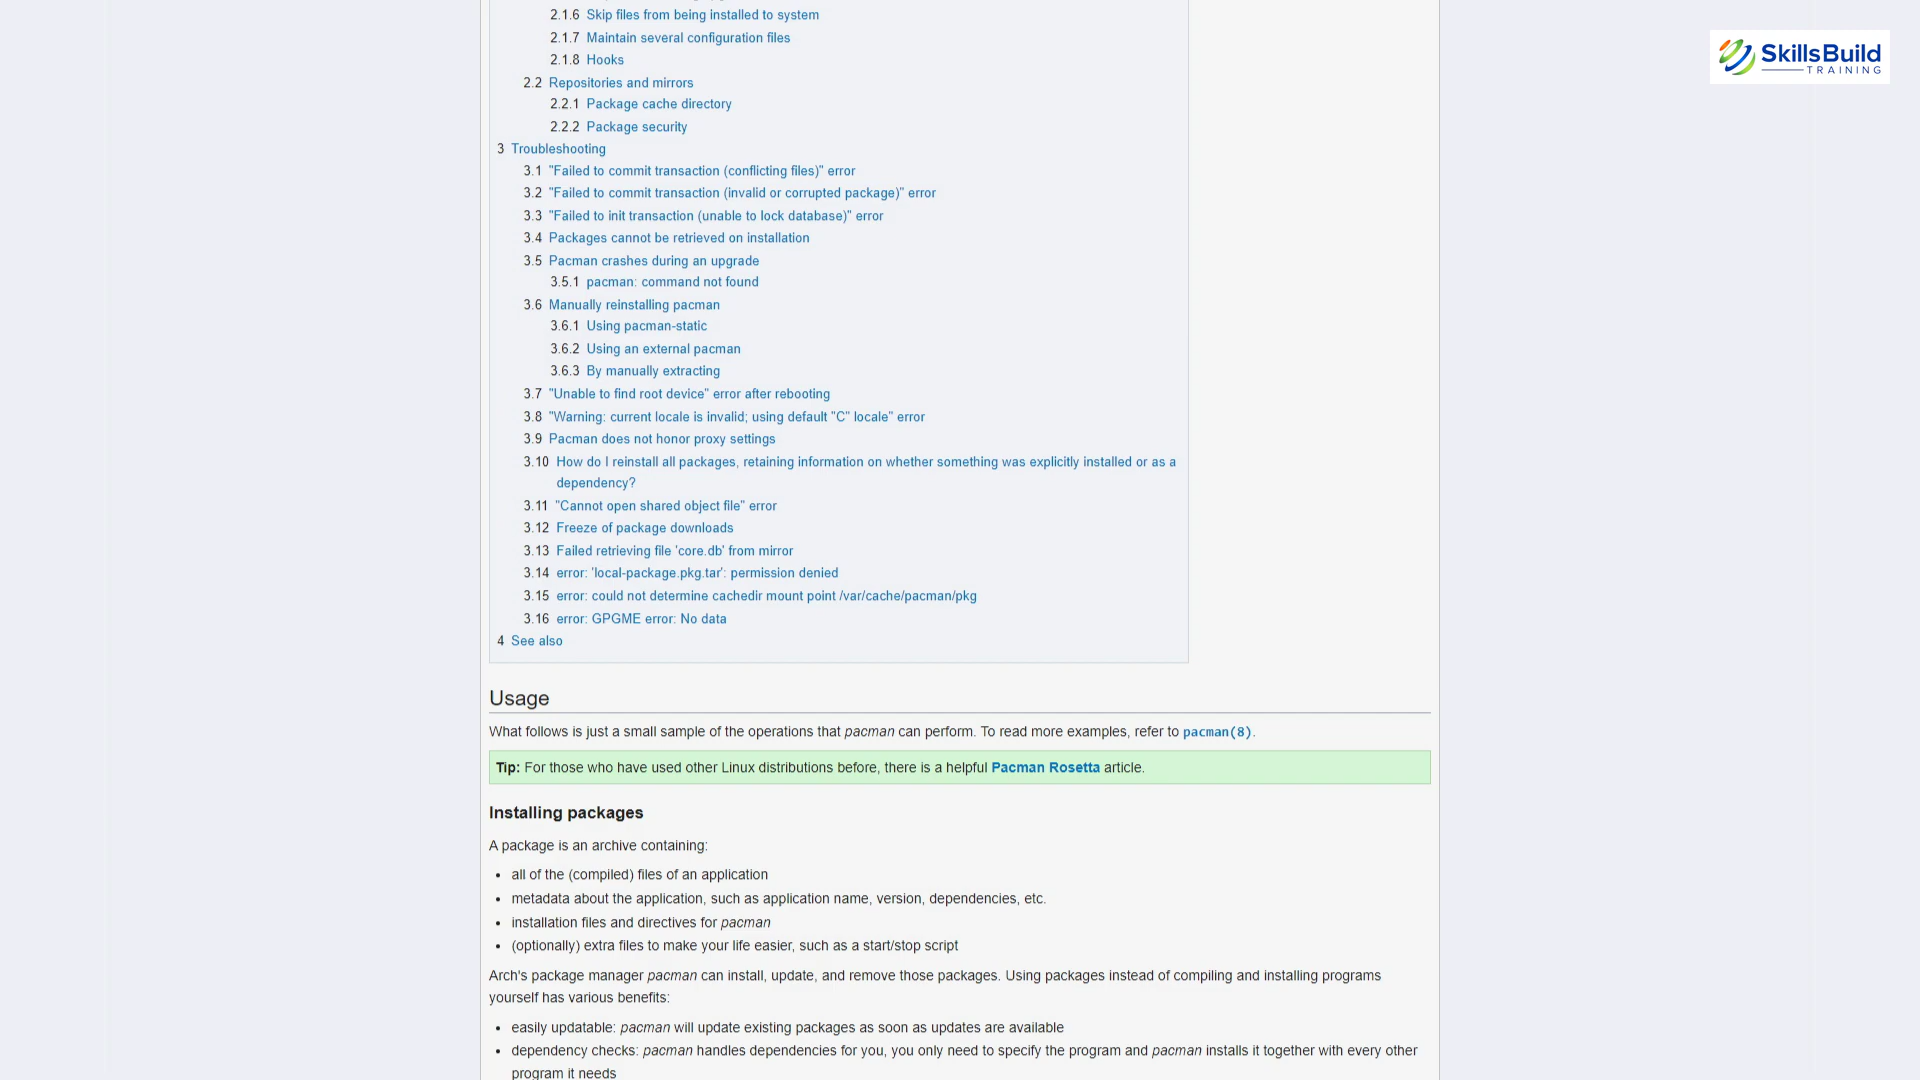 2.1.6 Skip files from being installed to system
2.1.7 Maintain several configuration files
2.1.8 Hooks
2.2 Repositories and mirrors
2.2.1 Package cache directory
2.2.2 Package security
3 Troubleshooting
3.1 "Failed to commit transaction (conflicting files)" error
3.2 "Failed to commit transaction (invalid or corrupted package)" error
3.3 "Failed to init transaction (unable to lock database)" error
3.4 Packages cannot be retrieved on installation
3.5 Pacman crashes during an upgrade
3.5.1 pacman: command not found
3.6 Manually reinstalling pacman
3.6.1 Using pacman-static
3.6.2 Using an external pacman
3.6.3 By manually extracting
3.7 "Unable to find root device" error after rebooting
3.8 "Warning: current locale is invalid; using default "C" locale" error
3.9 Pacman does not honor proxy settings
3.10 How do I reinstall all packages, retaining information on whether something was explicitly installed or as a
dependency?
3.11 "Cannot open shared object file" error
3.12 Freeze of package downloads
3.13 Failed retrieving file 'core.db' from mirror
3.14 error: 'local-package.pkg.tar': permission denied
3.15 error: could not determine cachedir mount point /var/cache/pacman/pkg
3.16 error: GPGME error: No data
4 See also
Usage
What follows is just a small sample of the operations that pacman can perform. To read more examples, refer to pacman(8).
Tip: For those who have used other Linux distributions before, there is a helpful Pacman Rosetta article.
Installing packages
A package is an archive containing:
• all of the (compiled) files of an application
• metadata about the application, such as application name, version, dependencies, etc.
• installation files and directives for pacman
• (optionally) extra files to make your life easier, such as a start/stop script
Arch's package manager pacman can install, update, and remove those packages. Using packages instead of compiling and installing programs
yourself has various benefits:
• easily updatable: pacman will update existing packages as soon as updates are available
• dependency checks: pacman handles dependencies for you, you only need to specify the program and pacman installs it together with every other
program it needs
SkillsBuild
TRAINING